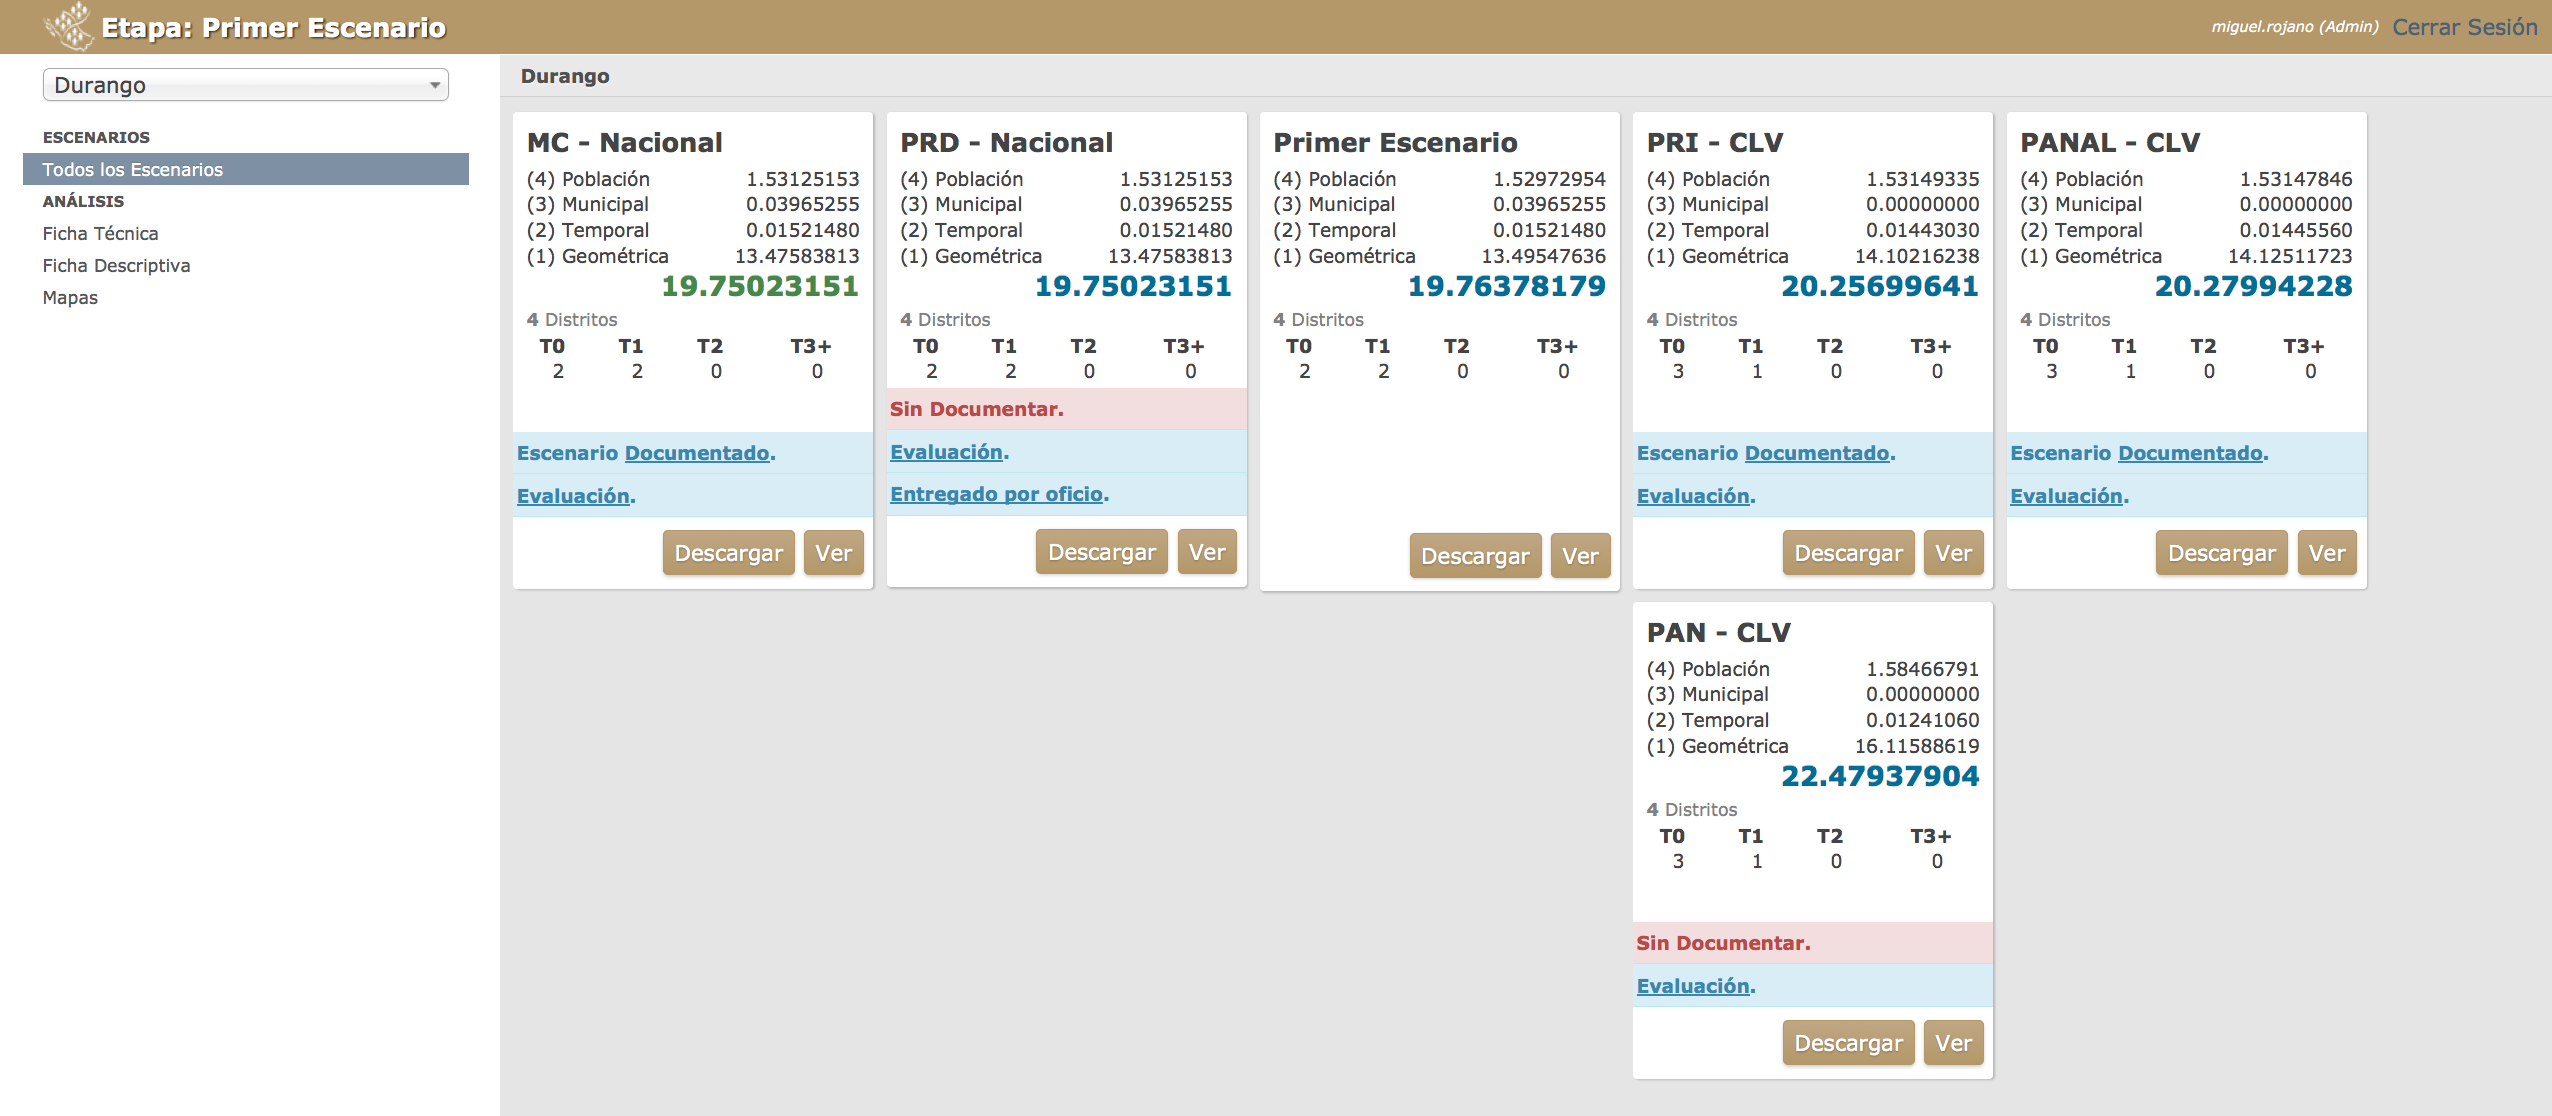 Etapa: Primer Escenario
miguel.rojano (Admin) Cerrar Sesión
Durango
ESCENARIOS
Todos los Escenarios
ANÁLISIS
Ficha Técnica
Ficha Descriptiva
Mapas
Durango
MC - Nacional
(4) Población 1.53125153
(3) Municipal 0.03965255
(2) Temporal 0.01521480
(1) Geométrica 13.47583813
19.75023151
4 Distritos
T0 T1 T2 T3+
2 2 0 0
Escenario Documentado.
Evaluación.
Descargar Ver
PRD - Nacional
(4) Población 1.53125153
(3) Municipal 0.03965255
(2) Temporal 0.01521480
(1) Geométrica 13.47583813
19.75023151
4 Distritos
T0 T1 T2 T3+
2 2 0 0
Sin Documentar.
Evaluación.
Entregado por oficio.
Descargar Ver
Primer Escenario
(4) Población 1.52972954
(3) Municipal 0.03965255
(2) Temporal 0.01521480
(1) Geométrica 13.49547636
19.76378179
4 Distritos
T0 T1 T2 T3+
2 2 0 0
Descargar Ver
PRI - CLV
(4) Población 1.53149335
(3) Municipal 0.00000000
(2) Temporal 0.01443030
(1) Geométrica 14.10216238
20.25699641
4 Distritos
T0 T1 T2 T3+
3 1 0 0
Escenario Documentado.
Evaluación.
Descargar Ver
PANAL - CLV
(4) Población 1.53147846
(3) Municipal 0.00000000
(2) Temporal 0.01445560
(1) Geométrica 14.12511723
20.27994228
4 Distritos
T0 T1 T2 T3+
3 1 0 0
Escenario Documentado.
Evaluación.
Descargar Ver
PAN - CLV
(4) Población 1.58466791
(3) Municipal 0.00000000
(2) Temporal 0.01241060
(1) Geométrica 16.11588619
22.47937904
4 Distritos
T0 T1 T2 T3+
3 1 0 0
Sin Documentar.
Evaluación.
Descargar Ver